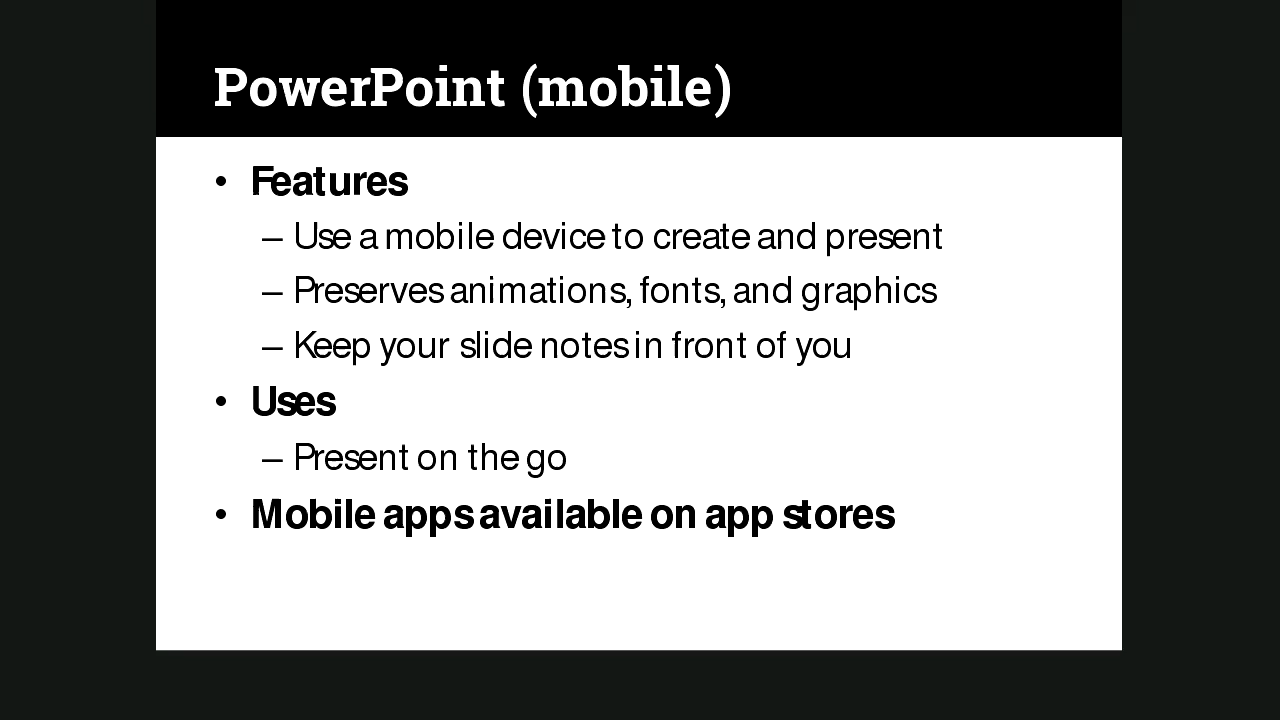 PowerPoint (mobile)
• Features
– Use a mobile device to create and present
– Preserves animations, fonts, and graphics
– Keep your slide notes in front of you
• Uses
– Present on the go
• Mobile apps available on app stores